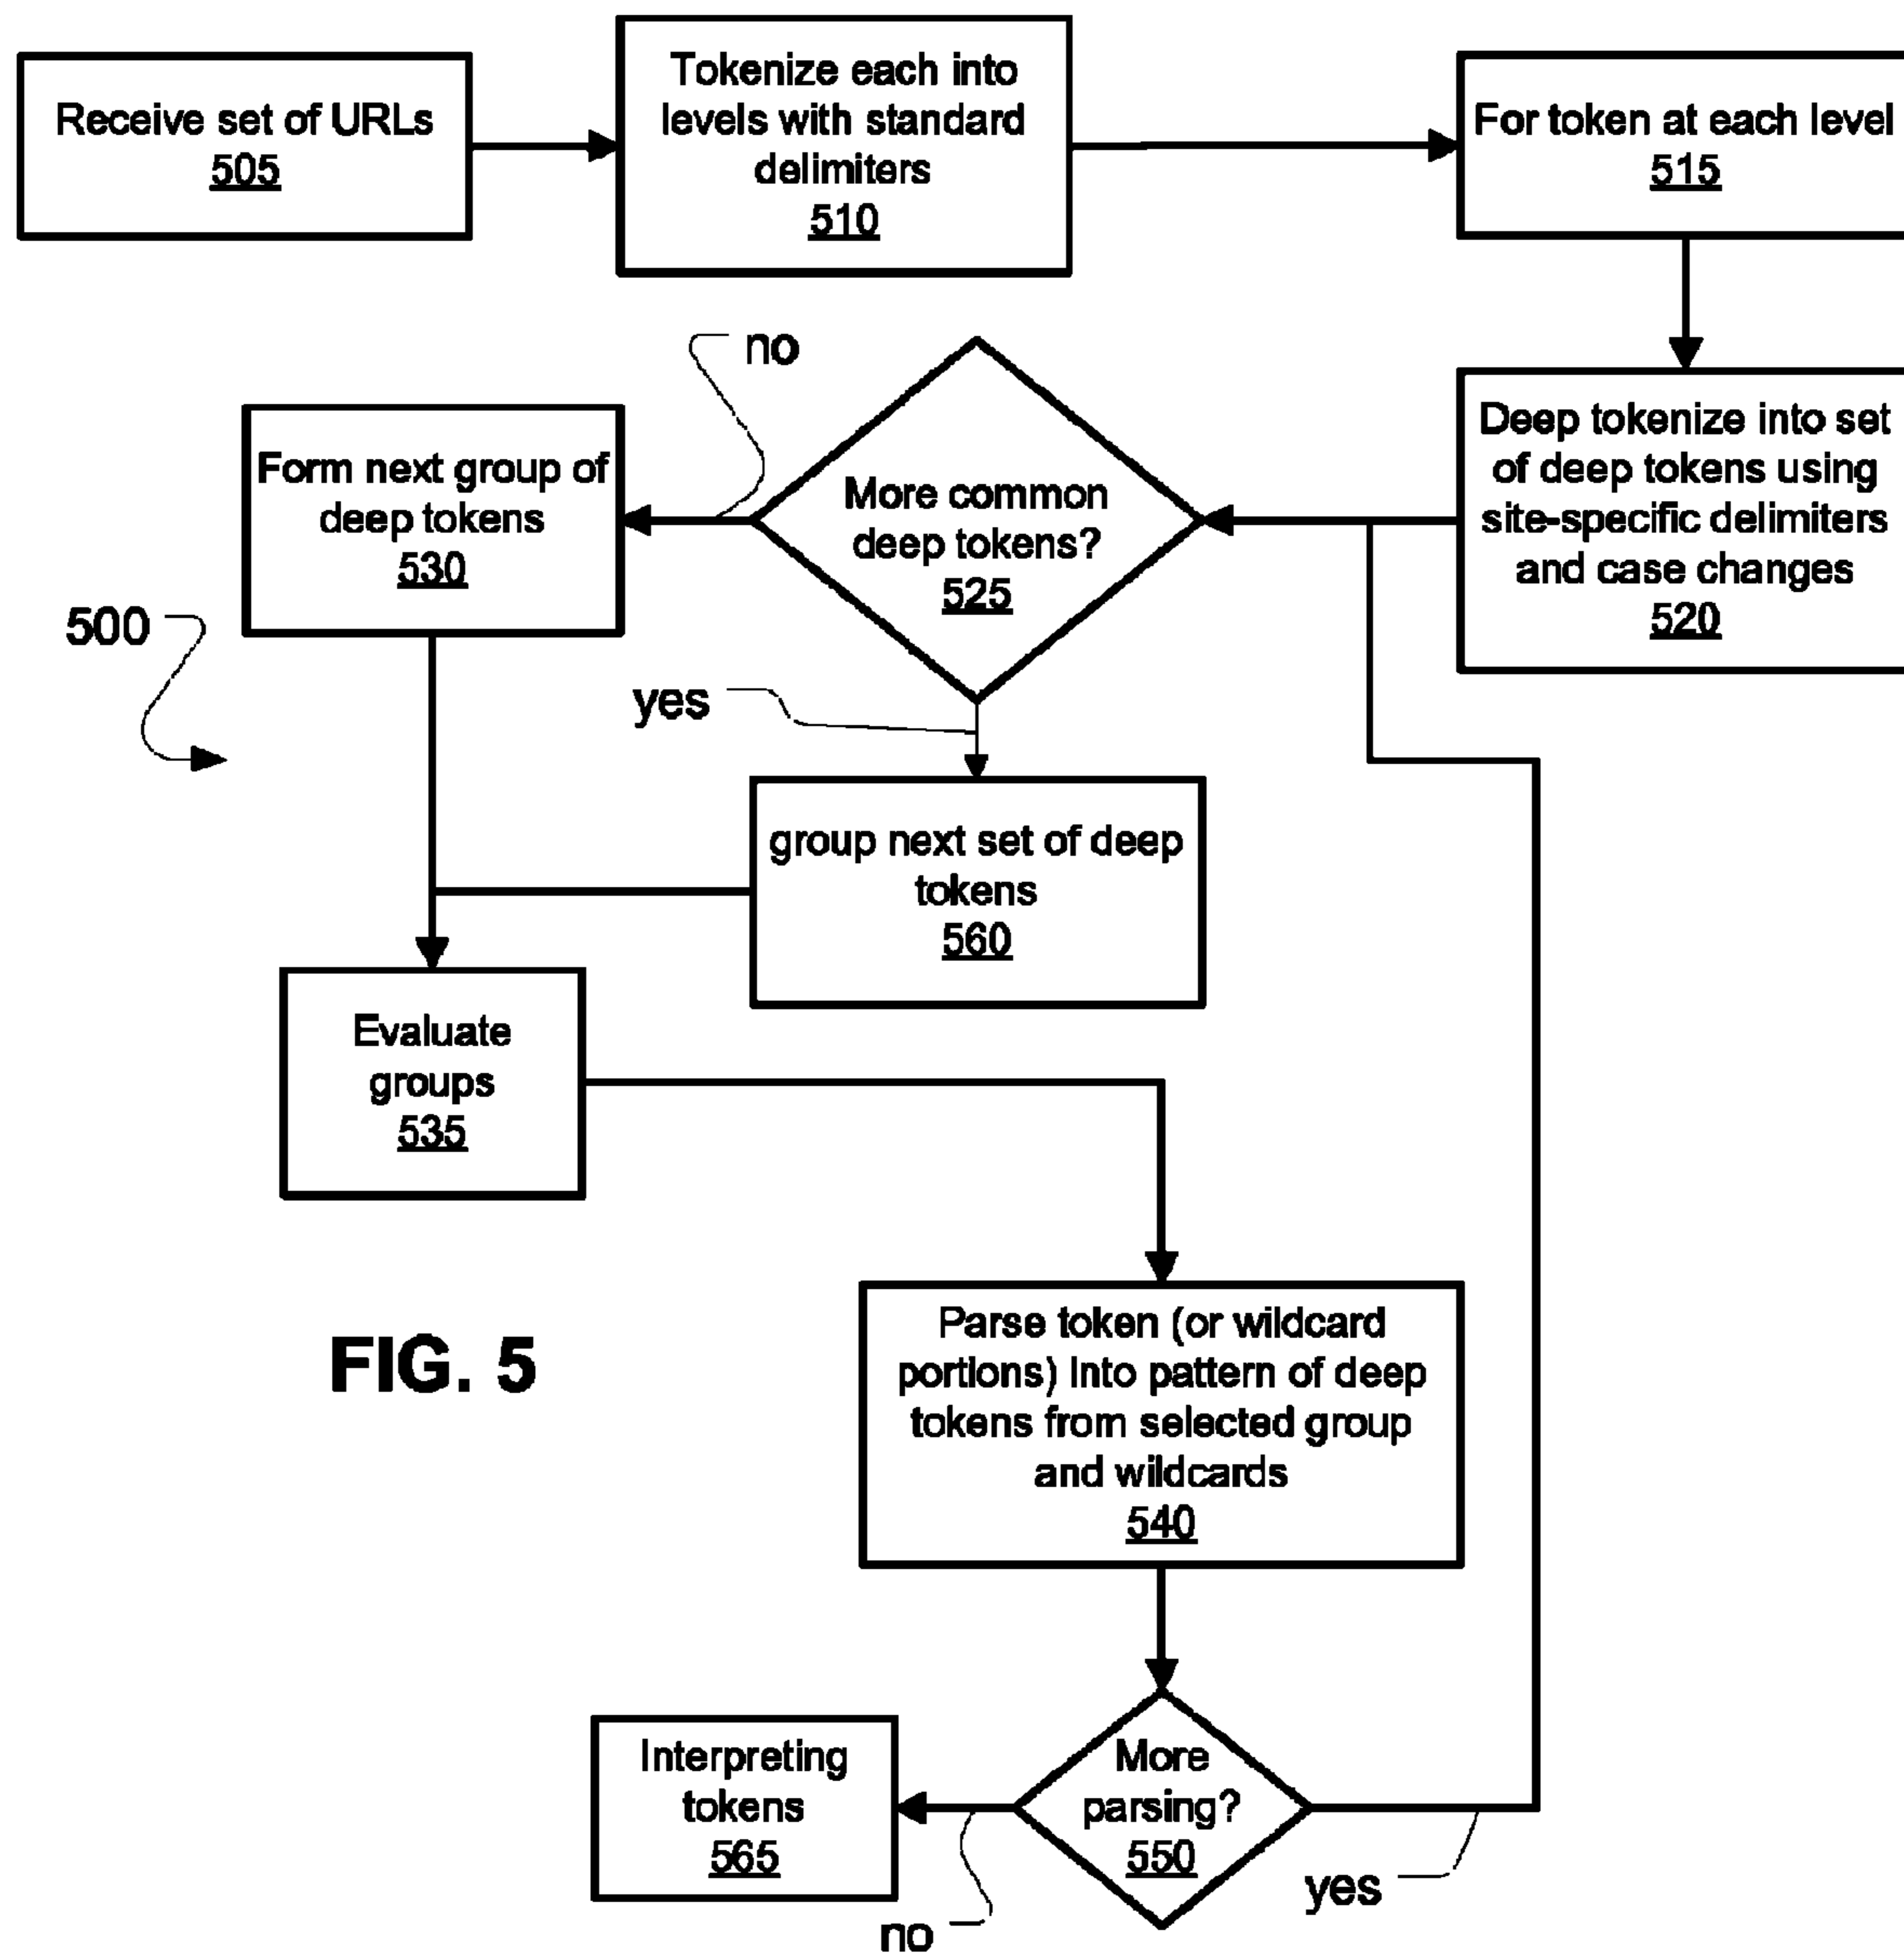 Receive set of URLs
505
Tokenize each into
levels with standard
delimiters
510
For token at each level
515
no
Form next group of
deep tokens
530
More common
deep tokens?
525
Deep tokenize into set
of deep tokens using
site-specific delimiters
and case changes
520
500
yes
group next set of deep
tokens
560
Evaluate
groups
535
FIG. 5
Parse token (or wildcard
portions) into pattern of deep
tokens from selected group
and wildcards
540
Interpreting
tokens
565
More
parsing?
550
yes
no